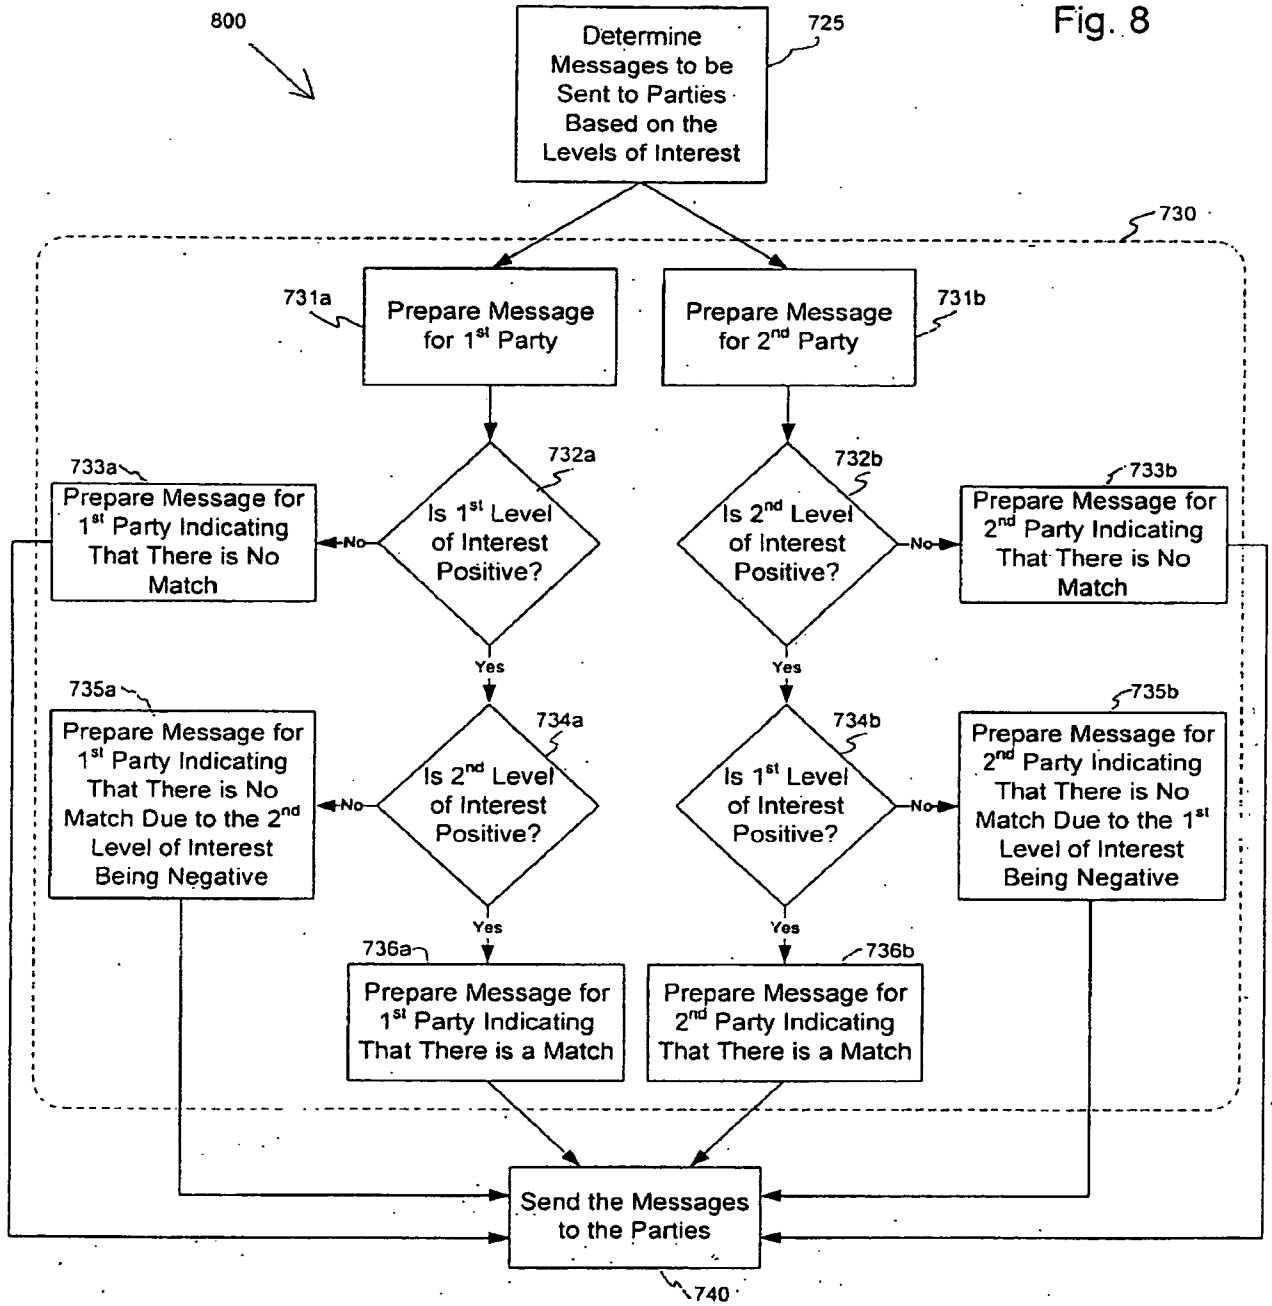 800
Fig. 8
725
Determine
Messages to be
Sent to Parties
Based on the
Levels of Interest
730
731a
Prepare Message
for 1st Party
731b
Prepare Message
for 2nd Party
732a
Is 1st Level
of Interest
Positive?
732b
Is 2nd Level
of Interest
Positive?
733a
Prepare Message for
1st Party Indicating
That There is No
Match
No
733b
Prepare Message for
2nd Party Indicating
That There is No
Match
No
Yes
Yes
734a
Is 2nd Level
of Interest
Positive?
734b
Is 1st Level
of Interest
Positive?
735a
Prepare Message for
1st Party Indicating
That There is No
Match Due to the 2nd
Level of Interest
Being Negative
No
735b
Prepare Message for
2nd Party Indicating
That There is No
Match Due to the 1st
Level of Interest
Being Negative
No
Yes
Yes
736a
Prepare Message for
1st Party Indicating
That There is a Match
736b
Prepare Message for
2nd Party Indicating
That There is a Match
Send the Messages
to the Parties
740